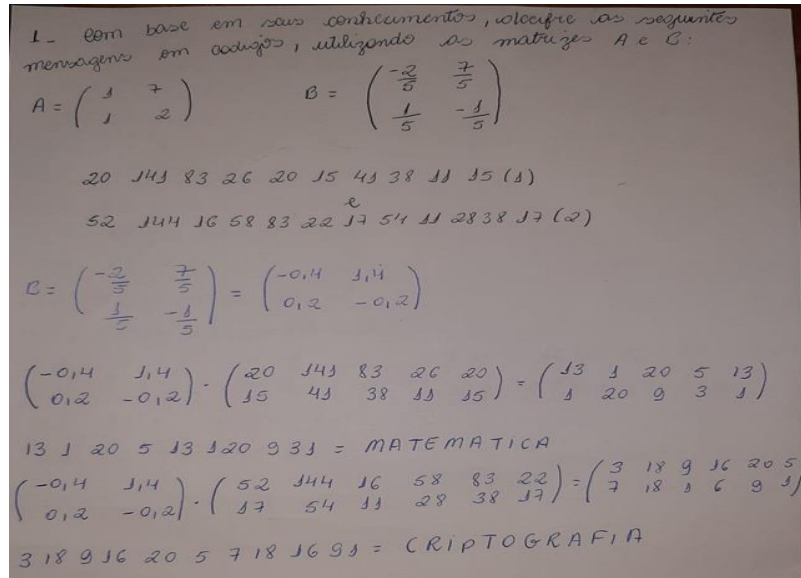 1- Com base em seus conhecimentos, decifre as seguintes
mensagens em codigos, utilizando as matrizes A e B:
A = ( 1 7 B = ( -2/5 7/5
1 2 ) 1/5 -1/5 )
20 141 83 26 20 15 41 38 11 15 (1)
e
52 144 16 58 83 22 17 54 11 28 38 17 (2)
B = ( -2/5 7/5 = ( -0,4 1,4
1/5 -1/5 ) 0,2 -0,2 )
( -0,4 1,4 . ( 20 141 83 26 20 = ( 13 1 20 5 13
0,2 -0,2 ) 15 41 38 11 15 ) 1 20 9 3 1 )
13 1 20 5 13 1 20 9 3 1 = MATEMATICA
( -0,4 1,4 . ( 52 144 16 58 83 22 = ( 3 18 9 16 20 5
0,2 -0,2 ) 17 54 11 28 38 17 ) 7 18 1 6 9 1 )
3 18 9 16 20 5 7 18 16 9 1 = CRIPTOGRAFIA